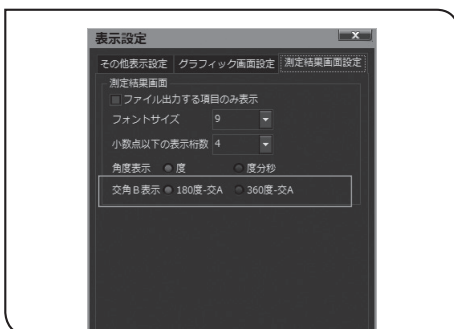 表示設定
その他表示設定 グラフィック画面設定 測定結果画面設定
測定結果画面
ファイル出力する項目のみ表示
フォントサイズ 9
小数点以下の表示桁数 4
角度表示 度 度分秒
交角B表示 180度-交A 360度-交A